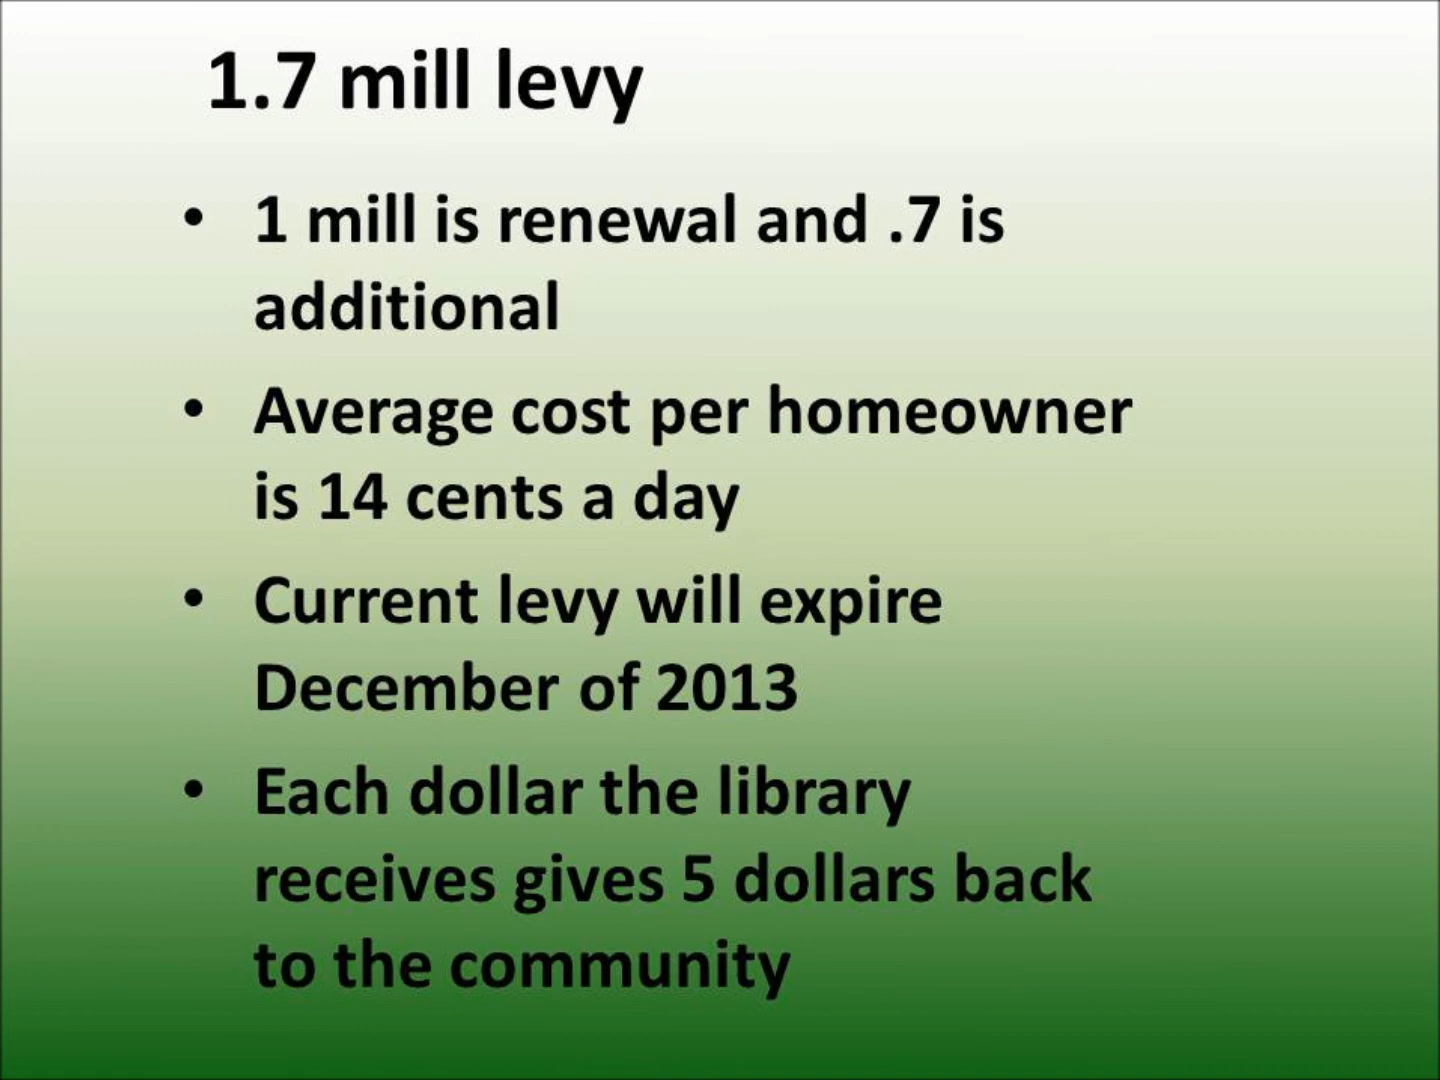 1.7 mill levy
• 1 mill is renewal and .7 is
additional
• Average cost per homeowner
is 14 cents a day
• Current levy will expire
December of 2013
• Each dollar the library
receives gives 5 dollars back
to the community